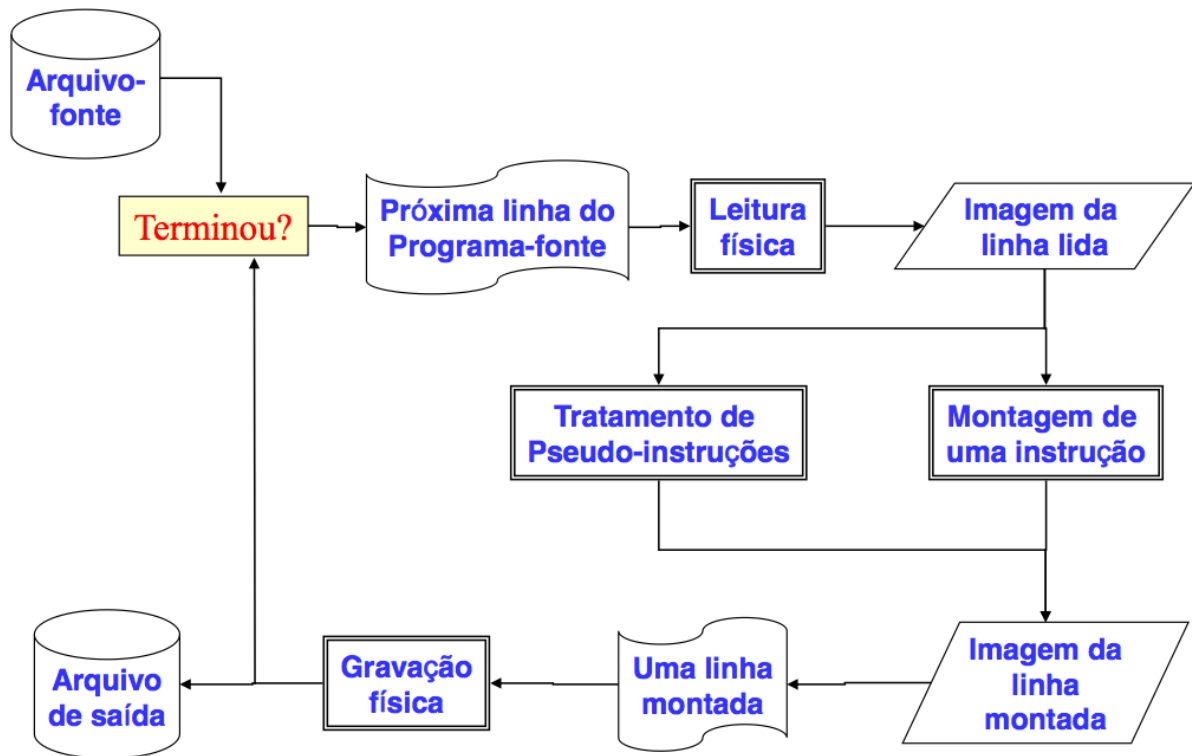 Arquivo-
fonte
Terminou?
Próxima linha do
Programa-fonte
Leitura
física
Imagem da
linha lida
Tratamento de
Pseudo-instruções
Montagem de
uma instrução
Arquivo
de saída
Gravação
física
Uma linha
montada
Imagem da
linha
montada